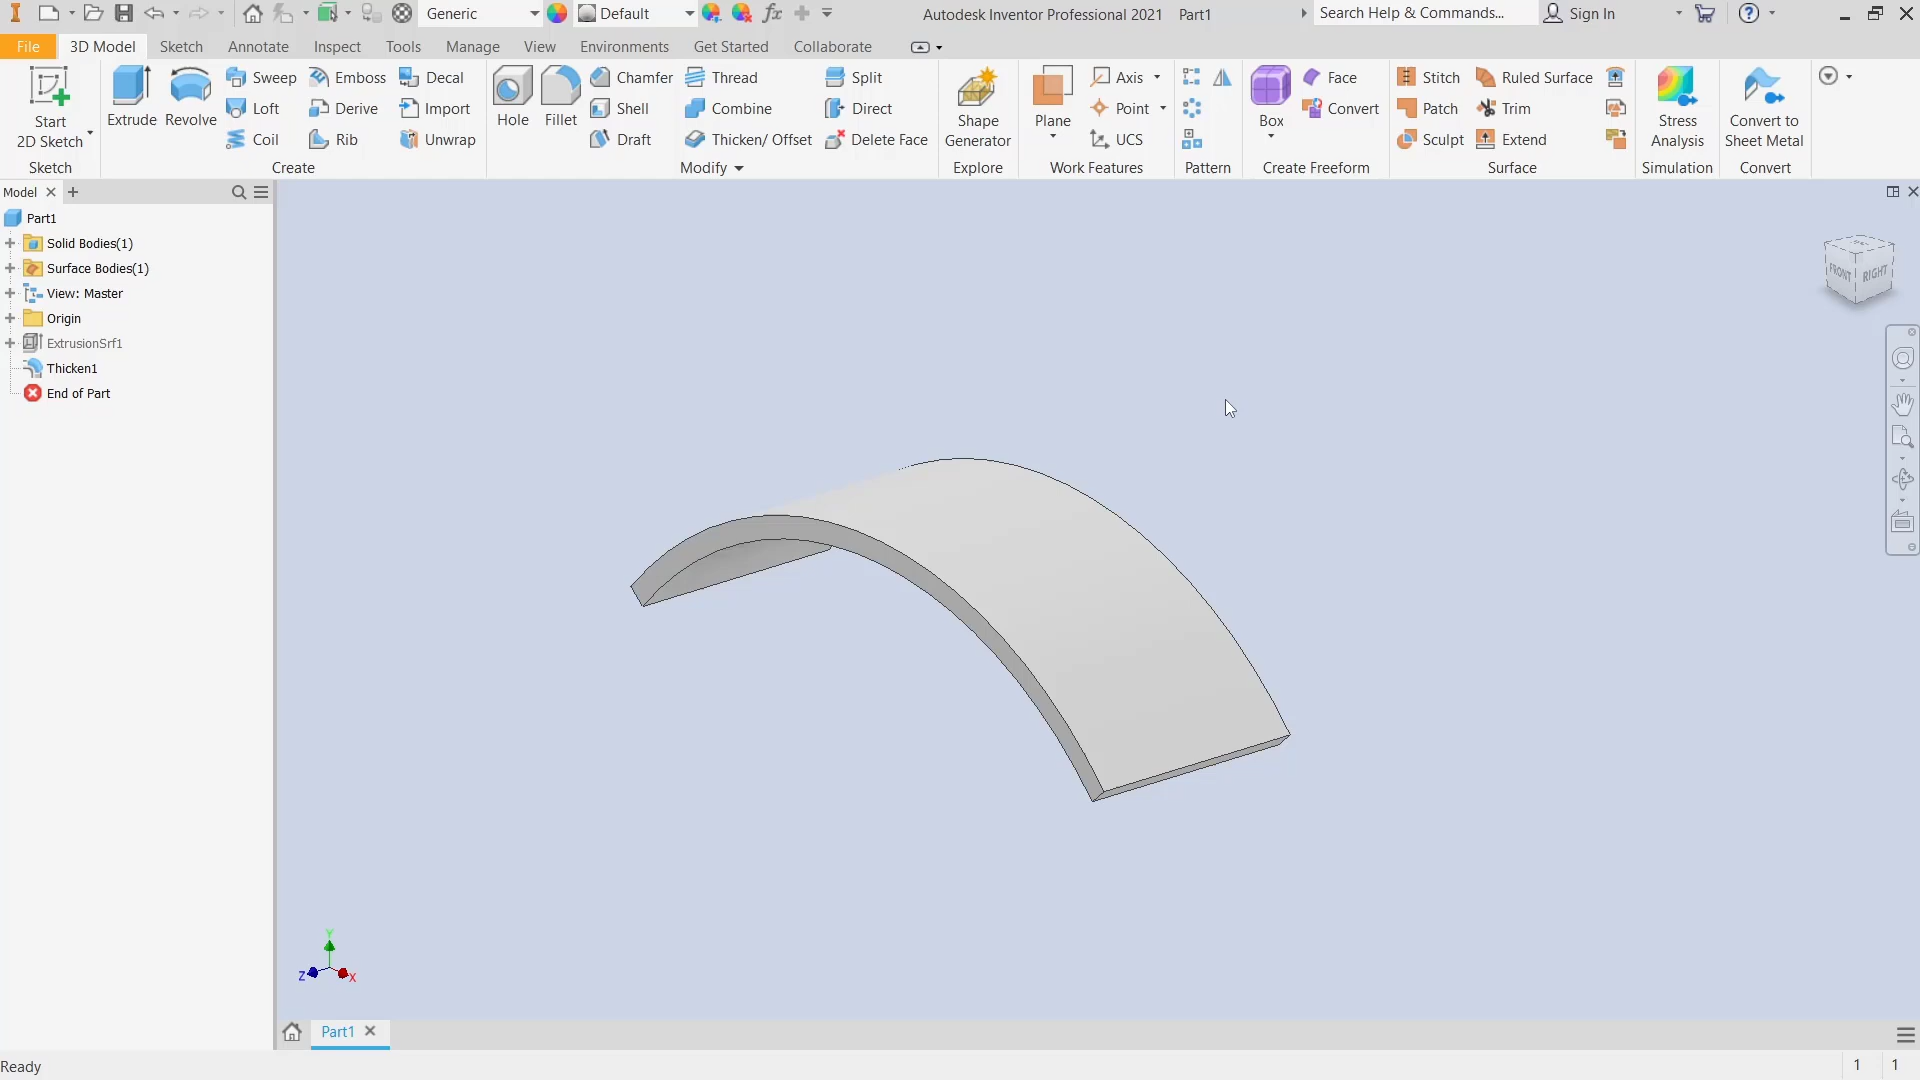 Generic
Default
Autodesk Inventor Professional 2021 Part1
Search Help & Commands...
Sign In
File 3D Model Sketch Annotate Inspect Tools Manage View Environments Get Started Collaborate
Start
2D Sketch
Sketch
Extrude
Revolve
Sweep
Loft
Coil
Emboss
Derive
Rib
Decal
Import
Unwrap
Create
Hole
Fillet
Chamfer
Shell
Draft
Thread
Combine
Thicken/ Offset
Split
Direct
Delete Face
Modify
Shape
Generator
Explore
Plane
Axis
Point
UCS
Work Features
Pattern
Box
Face
Convert
Create Freeform
Stitch
Patch
Sculpt
Ruled Surface
Trim
Extend
Surface
Stress
Analysis
Simulation
Convert to
Sheet Metal
Convert
Model
Part1
Solid Bodies(1)
Surface Bodies(1)
View: Master
Origin
ExtrusionSrf1
Thicken1
End of Part
FRONT RIGHT
Y
Z X
Part1
Ready
1 1